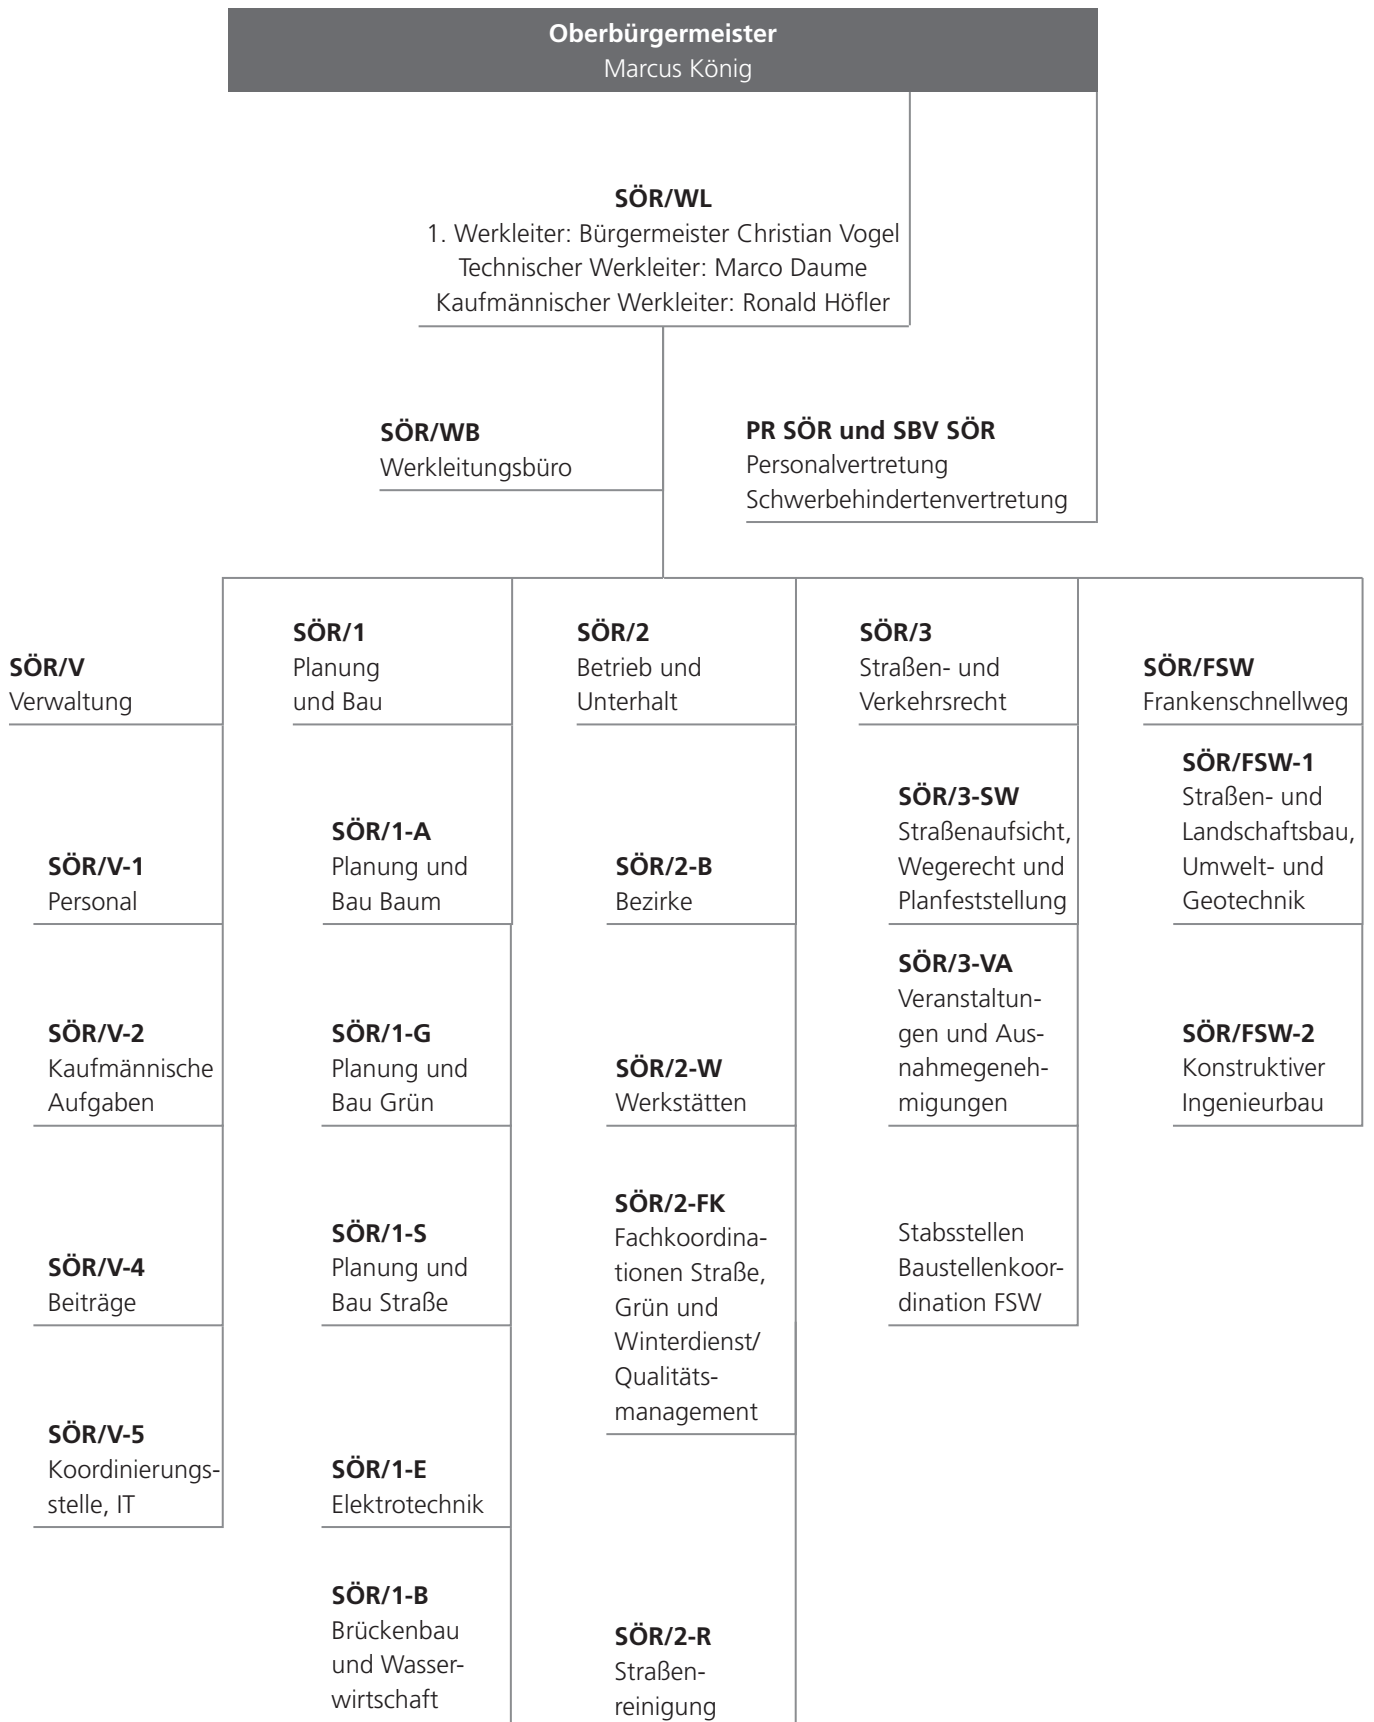 Oberbürgermeister
Marcus König
SÖR/WL
1. Werkleiter: Bürgermeister Christian Vogel
Technischer Werkleiter: Marco Daume
Kaufmännischer Werkleiter: Ronald Höfler
SÖR/WB
Werkleitungsbüro
PR SÖR und SBV SÖR
Personalvertretung
Schwerbehindertenvertretung
SÖR/V
Verwaltung
SÖR/V-1
Personal
SÖR/V-2
Kaufmännische
Aufgaben
SÖR/V-4
Beiträge
SÖR/V-5
Koordinierungs-
stelle, IT
SÖR/1
Planung
und Bau
SÖR/1-A
Planung und
Bau Baum
SÖR/1-G
Planung und
Bau Grün
SÖR/1-S
Planung und
Bau Straße
SÖR/1-E
Elektrotechnik
SÖR/1-B
Brückenbau
und Wasser-
wirtschaft
SÖR/2
Betrieb und
Unterhalt
SÖR/2-B
Bezirke
SÖR/2-W
Werkstätten
SÖR/2-FK
Fachkoordina-
tionen Straße,
Grün und
Winterdienst/
Qualitäts-
management
SÖR/2-R
Straßen-
reinigung
SÖR/3
Straßen- und
Verkehrsrecht
SÖR/3-SW
Straßenaufsicht,
Wegerecht und
Planfeststellung
SÖR/3-VA
Veranstaltun-
gen und Aus-
nahmegeneh-
migungen
Stabsstellen
Baustellenkoor-
dination FSW
SÖR/FSW
Frankenschnellweg
SÖR/FSW-1
Straßen- und
Landschaftsbau,
Umwelt- und
Geotechnik
SÖR/FSW-2
Konstruktiver
Ingenieurbau